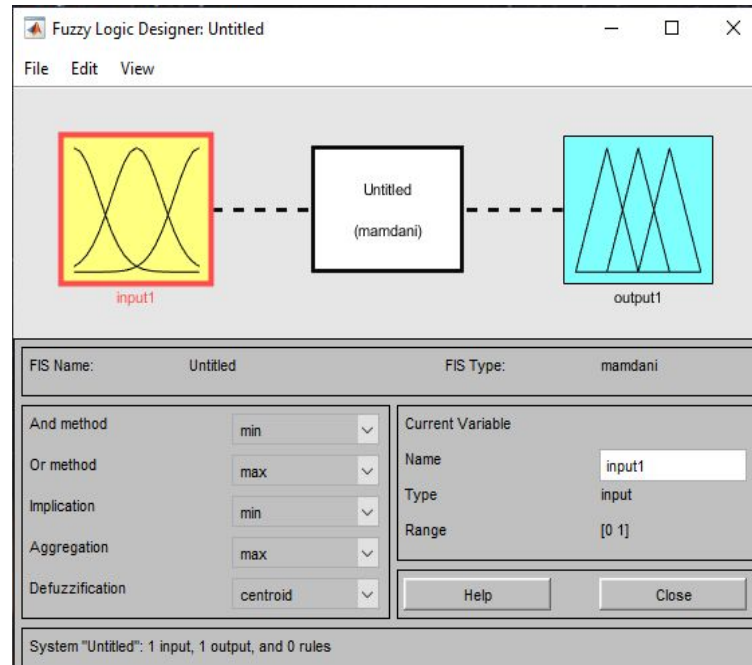 Fuzzy Logic Designer: Untitled
File Edit View
Untitled
(mamdani)
input1
output1
FIS Name: Untitled FIS Type: mamdani
And method min
Or method max
Implication min
Aggregation max
Defuzzification centroid
Current Variable
Name input1
Type input
Range [0 1]
Help Close
System "Untitled": 1 input, 1 output, and 0 rules